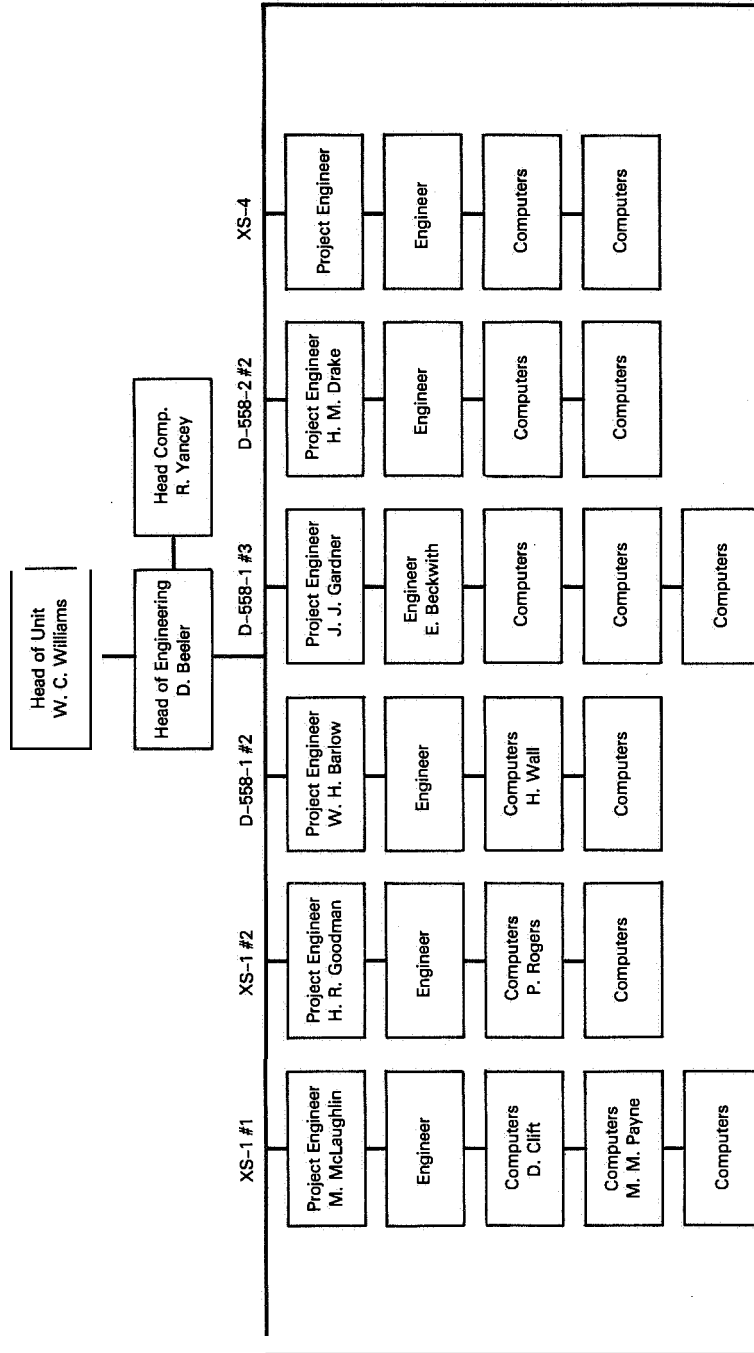 Head of Unit
W. C. Williams
Head of Engineering
D. Beeler
Head Comp.
R. Yancey
XS-1 #1
Project Engineer
M. McLaughlin
Engineer
Computers
D. Clift
Computers
M. M. Payne
Computers
XS-1 #2
Project Engineer
H. R. Goodman
Engineer
Computers
P. Rogers
Computers
D-558-1 #2
Project Engineer
W. H. Barlow
Engineer
Computers
H. Wall
Computers
D-558-1 #3
Project Engineer
J. J. Gardner
Engineer
E. Beckwith
Computers
Computers
Computers
D-558-2 #2
Project Engineer
H. M. Drake
Engineer
Computers
Computers
XS-4
Project Engineer
Engineer
Computers
Computers